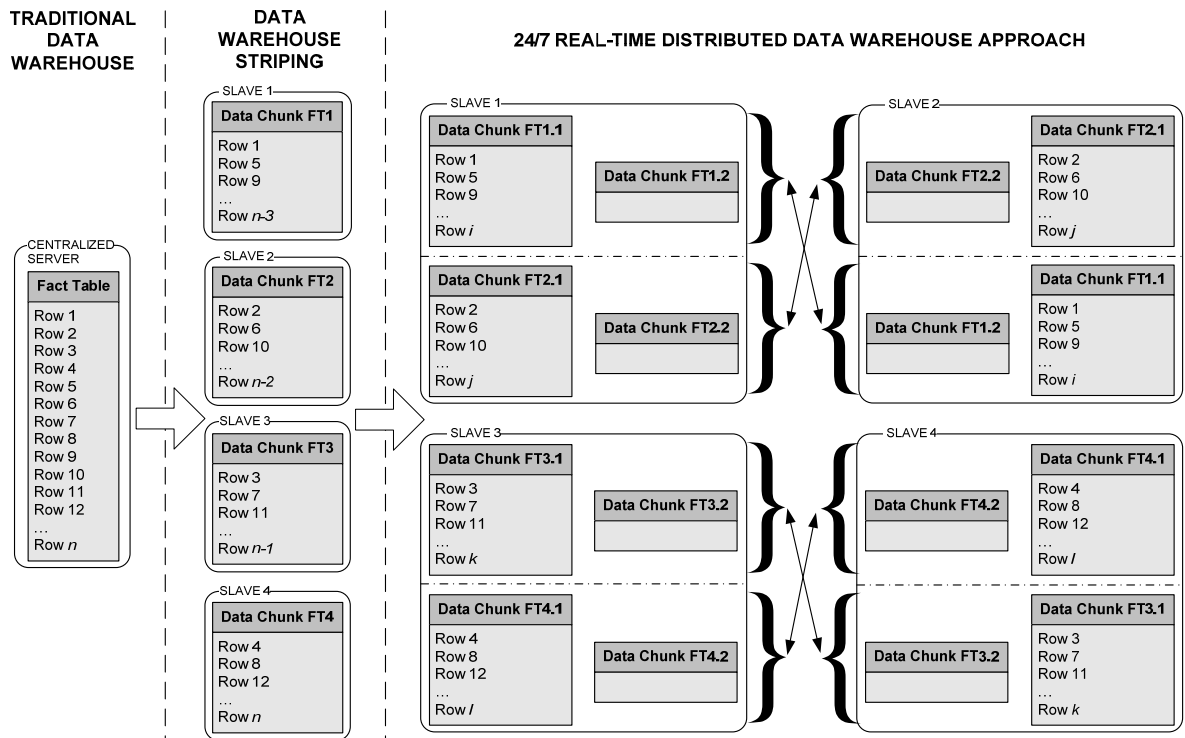 TRADITIONAL
DATA
WAREHOUSE
DATA
WAREHOUSE
STRIPING
24/7 REAL-TIME DISTRIBUTED DATA WAREHOUSE APPROACH
CENTRALIZED
SERVER
Fact Table
Row 1
Row 2
Row 3
Row 4
Row 5
Row 6
Row 7
Row 8
Row 9
Row 10
Row 11
Row 12
...
Row n
SLAVE 1
Data Chunk FT1
Row 1
Row 5
Row 9
...
Row n-3
SLAVE 2
Data Chunk FT2
Row 2
Row 6
Row 10
...
Row n-2
SLAVE 3
Data Chunk FT3
Row 3
Row 7
Row 11
...
Row n-1
SLAVE 4
Data Chunk FT4
Row 4
Row 8
Row 12
...
Row n
SLAVE 1
Data Chunk FT1.1
Row 1
Row 5
Row 9
...
Row i
Data Chunk FT1.2
Data Chunk FT2.1
Row 2
Row 6
Row 10
...
Row j
Data Chunk FT2.2
SLAVE 2
Data Chunk FT2.2
Data Chunk FT2.1
Row 2
Row 6
Row 10
...
Row j
Data Chunk FT1.2
Data Chunk FT1.1
Row 1
Row 5
Row 9
...
Row i
SLAVE 3
Data Chunk FT3.1
Row 3
Row 7
Row 11
...
Row k
Data Chunk FT3.2
Data Chunk FT4.1
Row 4
Row 8
Row 12
...
Row l
Data Chunk FT4.2
SLAVE 4
Data Chunk FT4.2
Data Chunk FT4.1
Row 4
Row 8
Row 12
...
Row l
Data Chunk FT3.2
Data Chunk FT3.1
Row 3
Row 7
Row 11
...
Row k